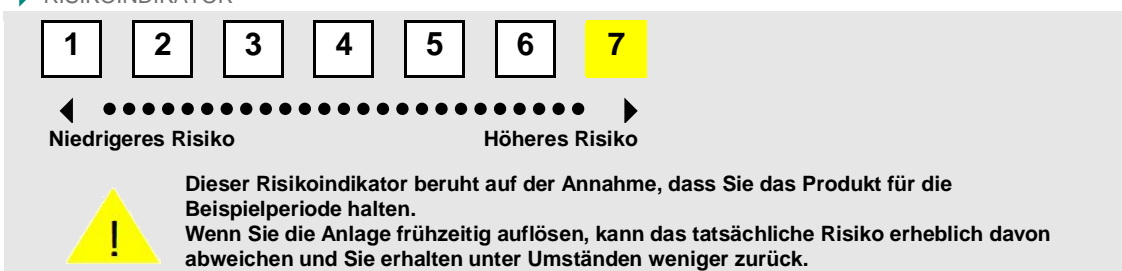 RISIKOINDIKATOR
1 2 3 4 5 6 7
Niedrigeres Risiko Höheres Risiko
!
Dieser Risikoindikator beruht auf der Annahme, dass Sie das Produkt für die
Beispielperiode halten.
Wenn Sie die Anlage frühzeitig auflösen, kann das tatsächliche Risiko erheblich davon
abweichen und Sie erhalten unter Umständen weniger zurück.